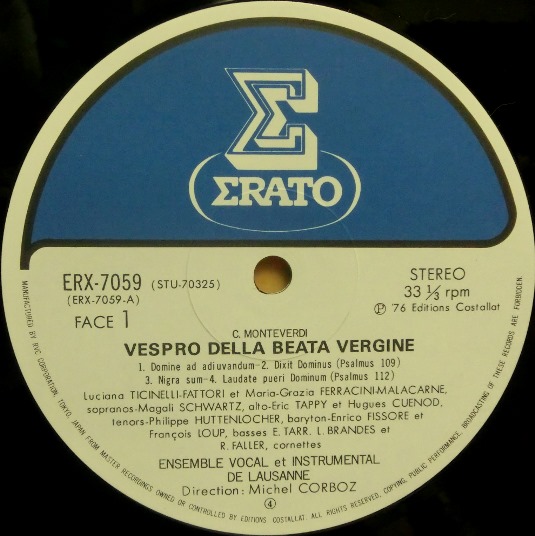 Σ
ΣRATO
ERX-7059 (STU-70325)
(ERX-7059-A)
FACE 1
STEREO
33 ⅓ rpm
Ⓟ '76 Editions Costallat
C. MONTEVERDI
VESPRO DELLA BEATA VERGINE
1. Domine ad adiuvandum-2. Dixit Dominus (Psalmus 109)
3. Nigra sum-4. Laudate pueri Dominum (Psalmus 112)
Luciana TICINELLI-FATTORI et Maria-Grazia FERRACINI-MALACARNE,
sopranos-Magali SCHWARTZ, alto-Eric TAPPY et Hugues CUENOD,
tenors-Philippe HUTTENLOCHER, baryton-Enrico FISSORE et
François LOUP, basses E. TARR. L. BRANDES et
R. FALLER, cornettes
ENSEMBLE VOCAL et INSTRUMENTAL
DE LAUSANNE
Direction: Michel CORBOZ
④
MANUFACTURED BY RVC CORPORATION, TOKYO, JAPAN FROM MASTER RECORDINGS OWNED OR CONTROLLED BY EDITIONS COSTALLAT. ALL RIGHTS RESERVED, COPYING, PUBLIC PERFORMANCE, BROADCASTING OF THESE RECORDS ARE FORBIDDEN.